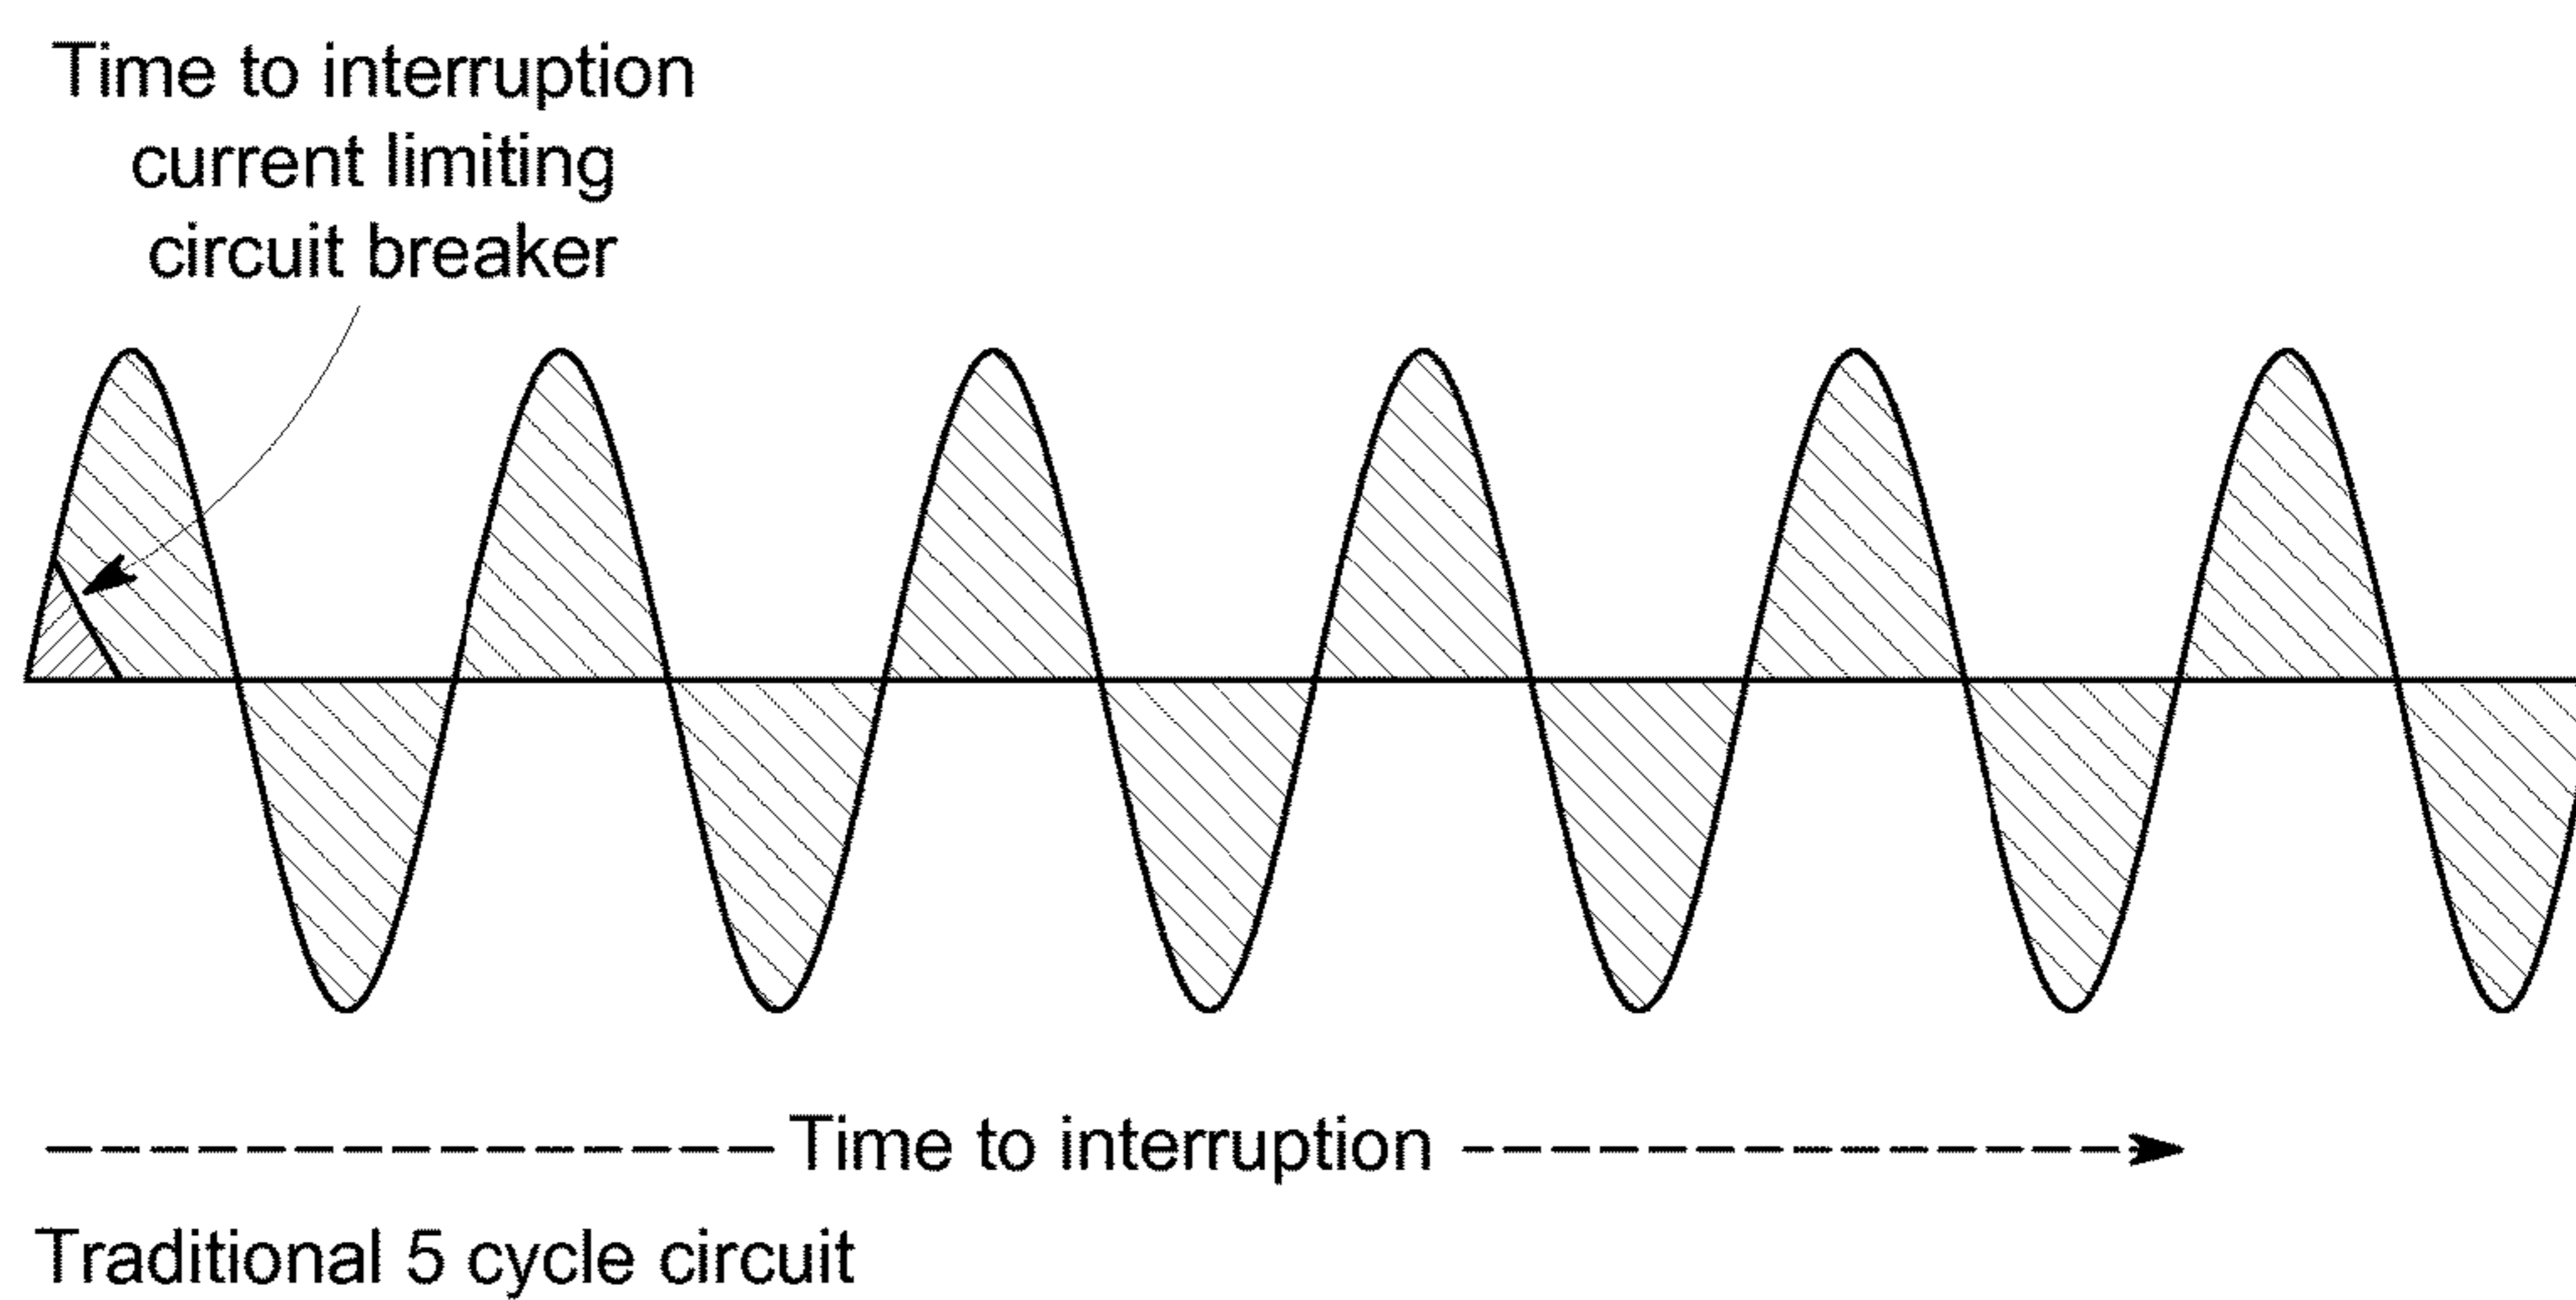 Time to interruption
current limiting
circuit breaker
Time to interruption
Traditional 5 cycle circuit